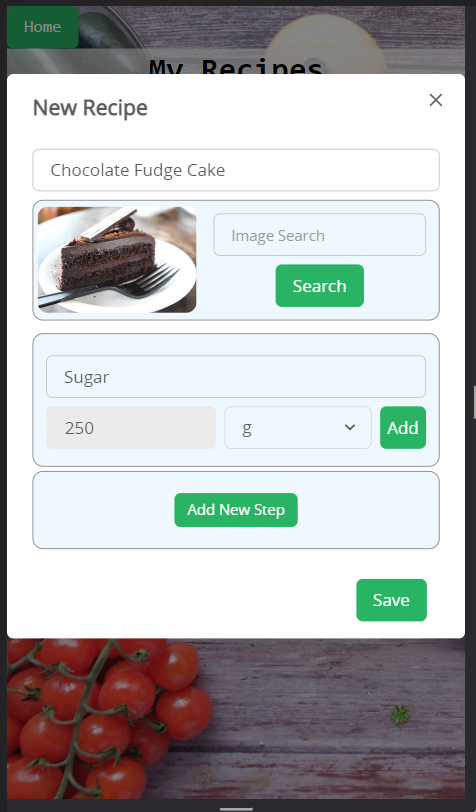 Home
My Recipes
New Recipe
Chocolate Fudge Cake
Image Search
Search
Sugar
250 g Add
Add New Step
Save